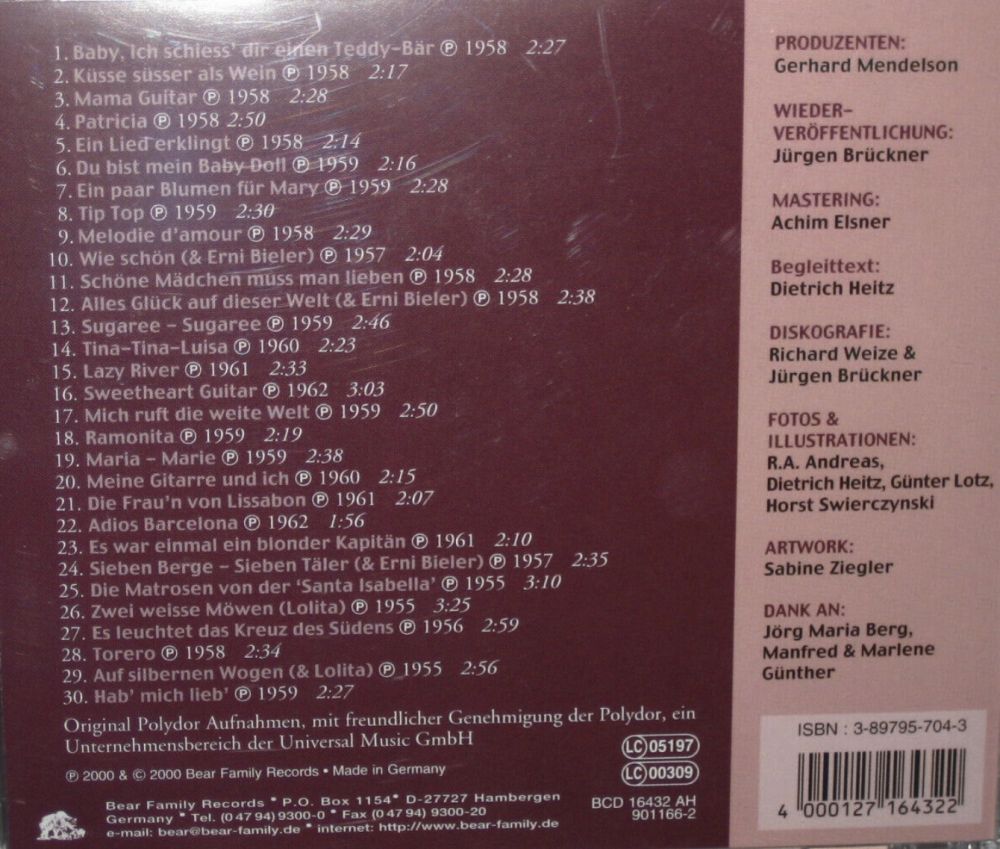 1. Baby, Ich schiess' dir einen Teddy-Bär Ⓟ 1958 2:27
2. Küsse süsser als Wein Ⓟ 1958 2:17
3. Mama Guitar Ⓟ 1958 2:28
4. Patricia Ⓟ 1958 2:50
5. Ein Lied erklingt Ⓟ 1958 2:14
6. Du bist mein Baby Doll Ⓟ 1959 2:16
7. Ein paar Blumen für Mary Ⓟ 1959 2:28
8. Tip Top Ⓟ 1959 2:30
9. Melodie d'amour Ⓟ 1958 2:29
10. Wie schön (& Erni Bieler) Ⓟ 1957 2:04
11. Schöne Mädchen muss man lieben Ⓟ 1958 2:28
12. Alles Glück auf dieser Welt (& Erni Bieler) Ⓟ 1958 2:38
13. Sugaree – Sugaree Ⓟ 1959 2:46
14. Tina-Tina-Luisa Ⓟ 1960 2:23
15. Lazy River Ⓟ 1961 2:33
16. Sweetheart Guitar Ⓟ 1962 3:03
17. Mich ruft die weite Welt Ⓟ 1959 2:50
18. Ramonita Ⓟ 1959 2:19
19. Maria – Marie Ⓟ 1959 2:38
20. Meine Gitarre und ich Ⓟ 1960 2:15
21. Die Frau'n von Lissabon Ⓟ 1961 2:07
22. Adios Barcelona Ⓟ 1962 1:56
23. Es war einmal ein blonder Kapitän Ⓟ 1961 2:10
24. Sieben Berge – Sieben Täler (& Erni Bieler) Ⓟ 1957 2:35
25. Die Matrosen von der 'Santa Isabella' Ⓟ 1955 3:10
26. Zwei weisse Möwen (Lolita) Ⓟ 1955 3:25
27. Es leuchtet das Kreuz des Südens Ⓟ 1956 2:59
28. Torero Ⓟ 1958 2:34
29. Auf silbernen Wogen (& Lolita) Ⓟ 1955 2:56
30. Hab' mich lieb' Ⓟ 1959 2:27
Original Polydor Aufnahmen, mit freundlicher Genehmigung der Polydor, ein
Unternehmensbereich der Universal Music GmbH
Ⓟ 2000 & © 2000 Bear Family Records • Made in Germany
Bear Family Records • P.O. Box 1154 • D-27727 Hambergen
Germany • Tel. (0 47 94) 9300-0 • Fax (0 47 94) 9300-20
e-mail: bear@bear-family.de • internet: http://www.bear-family.de
LC 05197
LC 00309
BCD 16432 AH
901166-2
PRODUZENTEN:
Gerhard Mendelson
WIEDER-
VERÖFFENTLICHUNG:
Jürgen Brückner
MASTERING:
Achim Elsner
Begleittext:
Dietrich Heitz
DISKOGRAFIE:
Richard Weize &
Jürgen Brückner
FOTOS &
ILLUSTRATIONEN:
R.A. Andreas,
Dietrich Heitz, Günter Lotz,
Horst Swierczynski
ARTWORK:
Sabine Ziegler
DANK AN:
Jörg Maria Berg,
Manfred & Marlene
Günther
ISBN : 3-89795-704-3
4 000127 164322